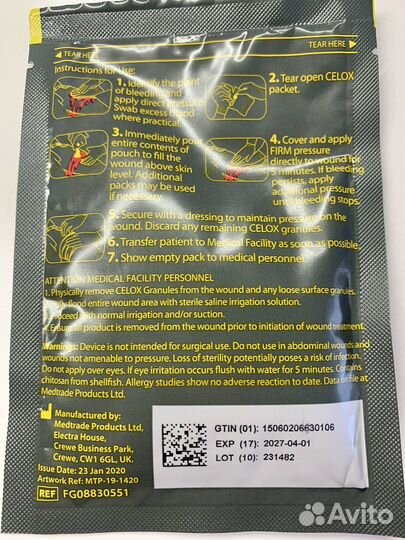 ◀ TEAR HERE
TEAR HERE ▶
Instructions for Use:
1. Identify the point
of bleeding and
apply direct pressure
Swab excess blood
where practical.
2. Tear open CELOX
packet.
3. Immediately pour
entire contents of
pouch to fill the
wound above skin
level. Additional
packs may be used
if necessary.
4. Cover and apply
FIRM pressure
directly to wound for
5 minutes. If bleeding
persists, apply
additional pressure
until bleeding stops.
5. Secure with a dressing to maintain pressure on the
wound. Discard any remaining CELOX granules.
6. Transfer patient to Medical Facility as soon as possible.
7. Show empty pack to medical personnel.
ATTENTION MEDICAL FACILITY PERSONNEL
1. Physically remove CELOX Granules from the wound and any loose surface granules.
flood entire wound area with sterile saline irrigation solution.
with normal irrigation and/or suction.
4. Ensure all product is removed from the wound prior to initiation of wound treatment.
Warnings: Device is not intended for surgical use. Do not use in abdominal wounds and
wounds not amenable to pressure. Loss of sterility potentially poses a risk of infection.
Do not apply over eyes. If eye irritation occurs flush with water for 5 minutes. Contains
chitosan from shellfish. Allergy studies show no adverse reaction to date. Data on file at
Medtrade Products Ltd.
Manufactured by:
Medtrade Products Ltd,
Electra House,
Crewe Business Park,
Crewe, CW1 6GL, UK.
Issue Date: 23 Jan 2020
Artwork Ref: MTP-19-1420
REF FG08830551
GTIN (01): 15060206630106
EXP (17): 2027-04-01
LOT (10): 231482
Avito